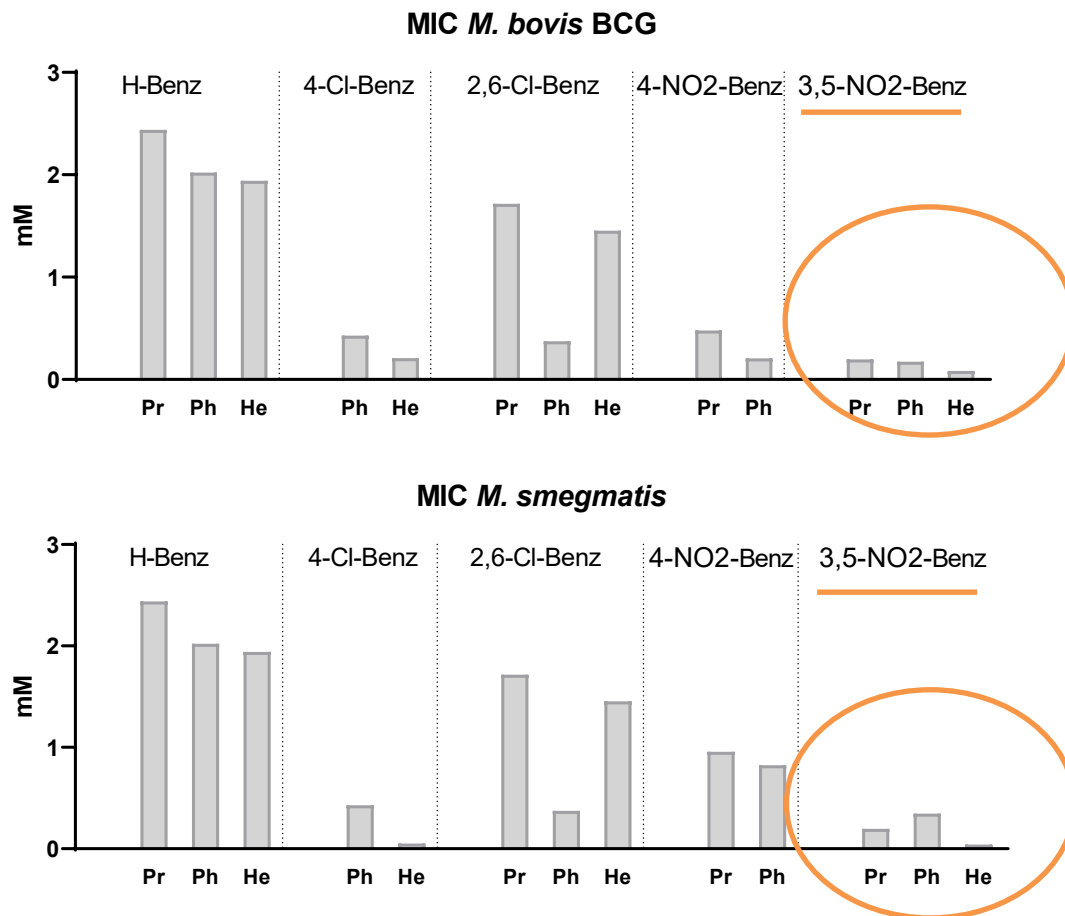 MIC M. bovis BCG
3
H-Benz 4-Cl-Benz 2,6-Cl-Benz 4-NO2-Benz 3,5-NO2-Benz
2
mM
1
0
Pr Ph He Ph He Pr Ph He Pr Ph Pr Ph He
MIC M. smegmatis
3
H-Benz 4-Cl-Benz 2,6-Cl-Benz 4-NO2-Benz 3,5-NO2-Benz
2
mM
1
0
Pr Ph He Ph He Pr Ph He Pr Ph Pr Ph He